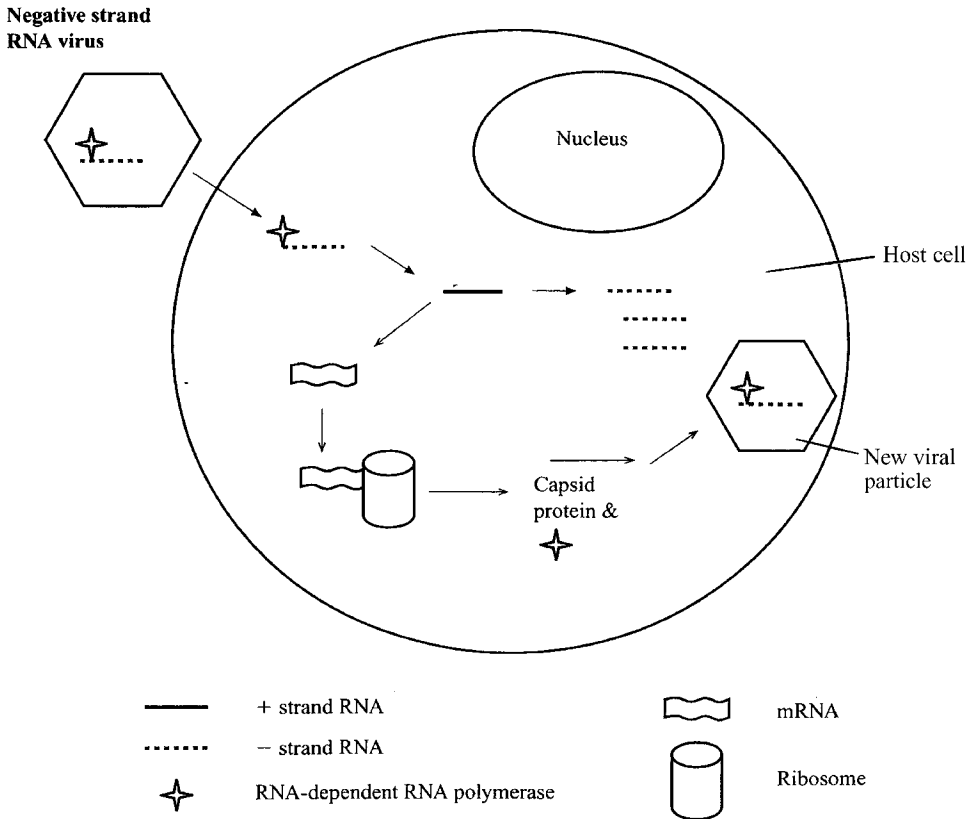 Negative strand
RNA virus
Nucleus
Host cell
New viral
particle
Capsid
protein &
+ strand RNA
− strand RNA
RNA-dependent RNA polymerase
mRNA
Ribosome